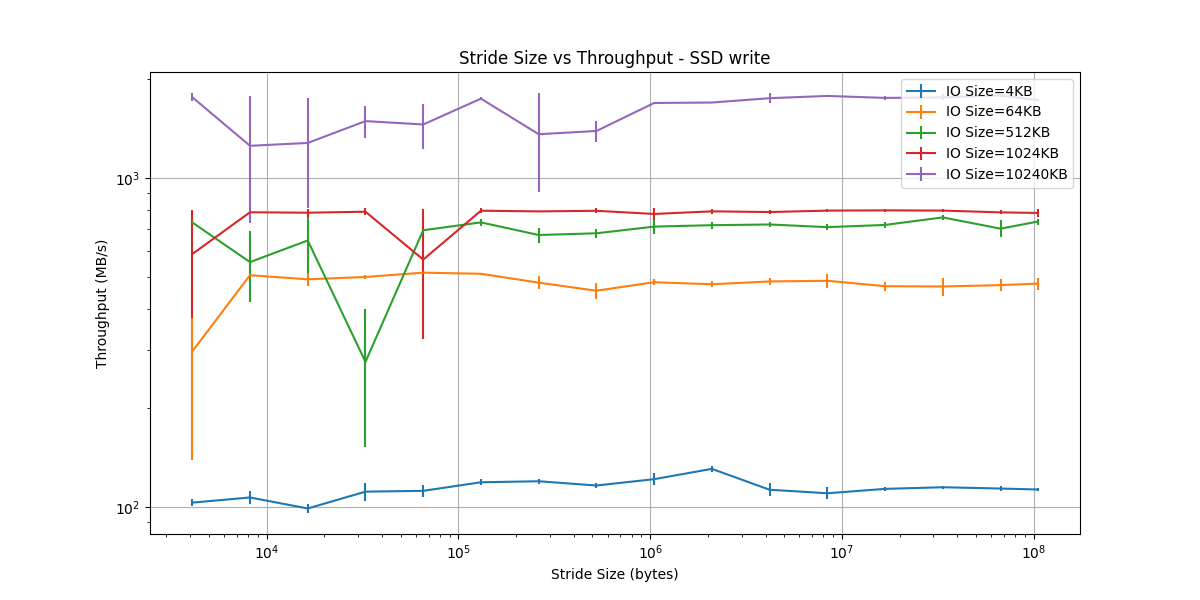 Stride Size vs Throughput - SSD write
IO Size=4KB
IO Size=64KB
IO Size=512KB
IO Size=1024KB
IO Size=10240KB
Throughput (MB/s)
10³
10²
10⁴
10⁵
10⁶
10⁷
10⁸
Stride Size (bytes)